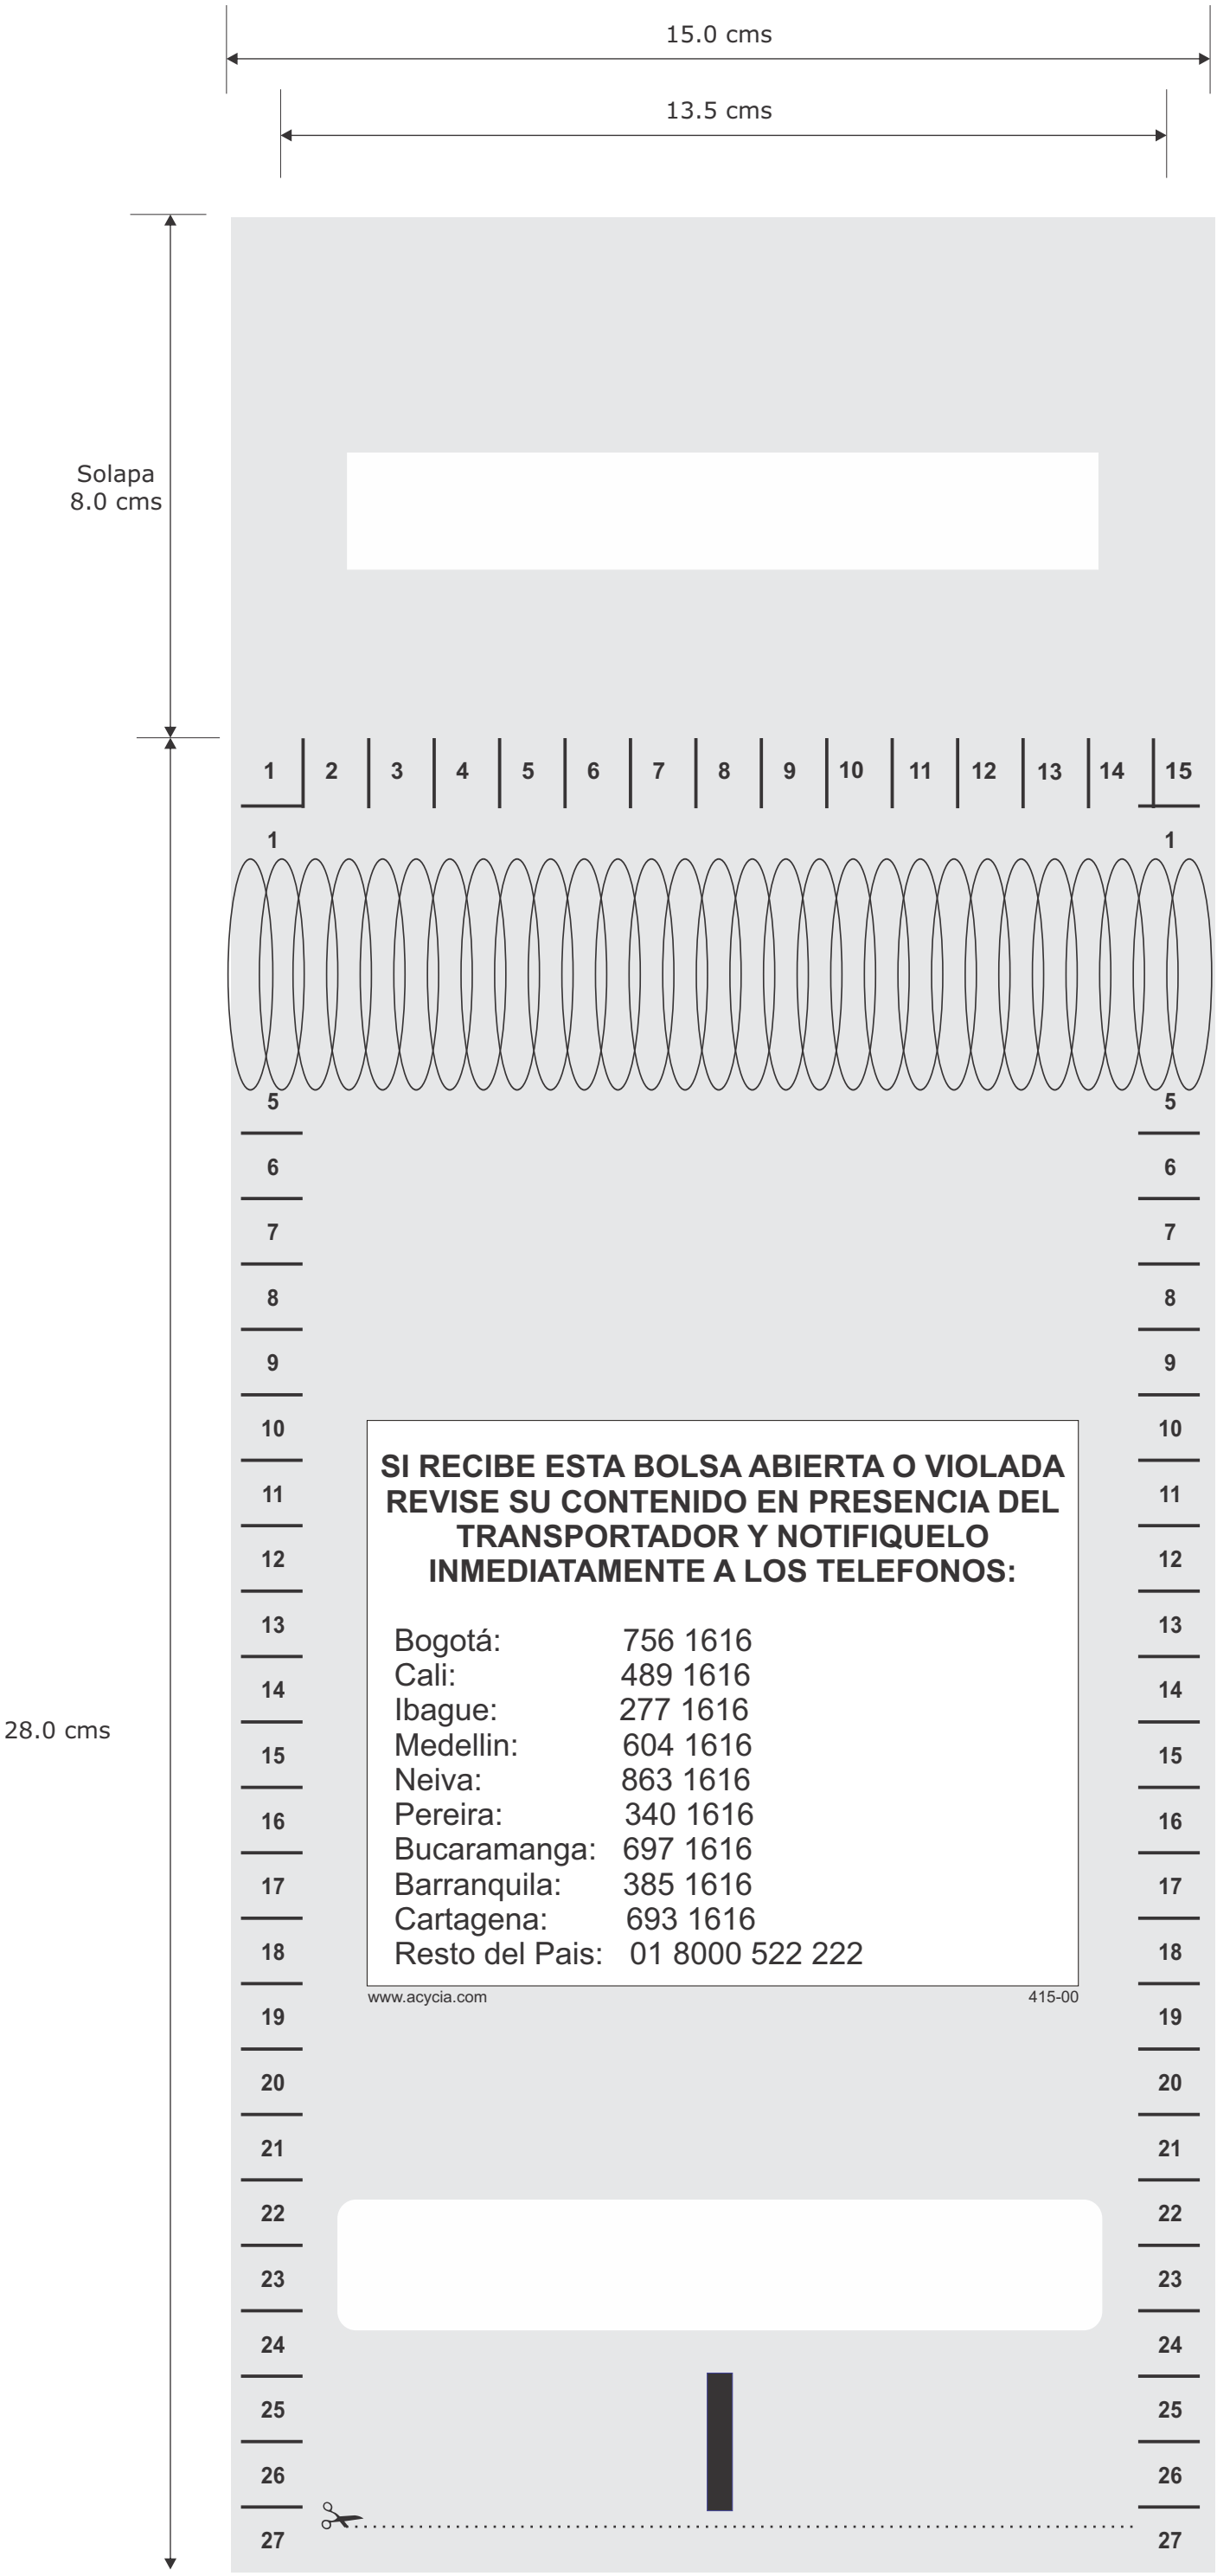 15.0 cms
13.5 cms
Solapa
8.0 cms
1 2 3 4 5 6 7 8 9 10 11 12 13 14 15
1 1
5 5
6 6
7 7
8 8
9 9
10 10
SI RECIBE ESTA BOLSA ABIERTA O VIOLADA
11 REVISE SU CONTENIDO EN PRESENCIA DEL 11
TRANSPORTADOR Y NOTIFIQUELO
12 INMEDIATAMENTE A LOS TELEFONOS: 12
13 13
Bogotá: 756 1616
Cali: 489 1616
14 14
Ibague: 277 1616
28.0 cms
Medellin: 604 1616
15 15
Neiva: 863 1616
Pereira: 340 1616
16 16
Bucaramanga: 697 1616
17 Barranquila: 385 1616 17
Cartagena: 693 1616
18 Resto del Pais: 01 8000 522 222 18
www.acycia.com 415-00
19 19
20 20
21 21
22 22
23 23
24 24
25 25
26 26
27 27